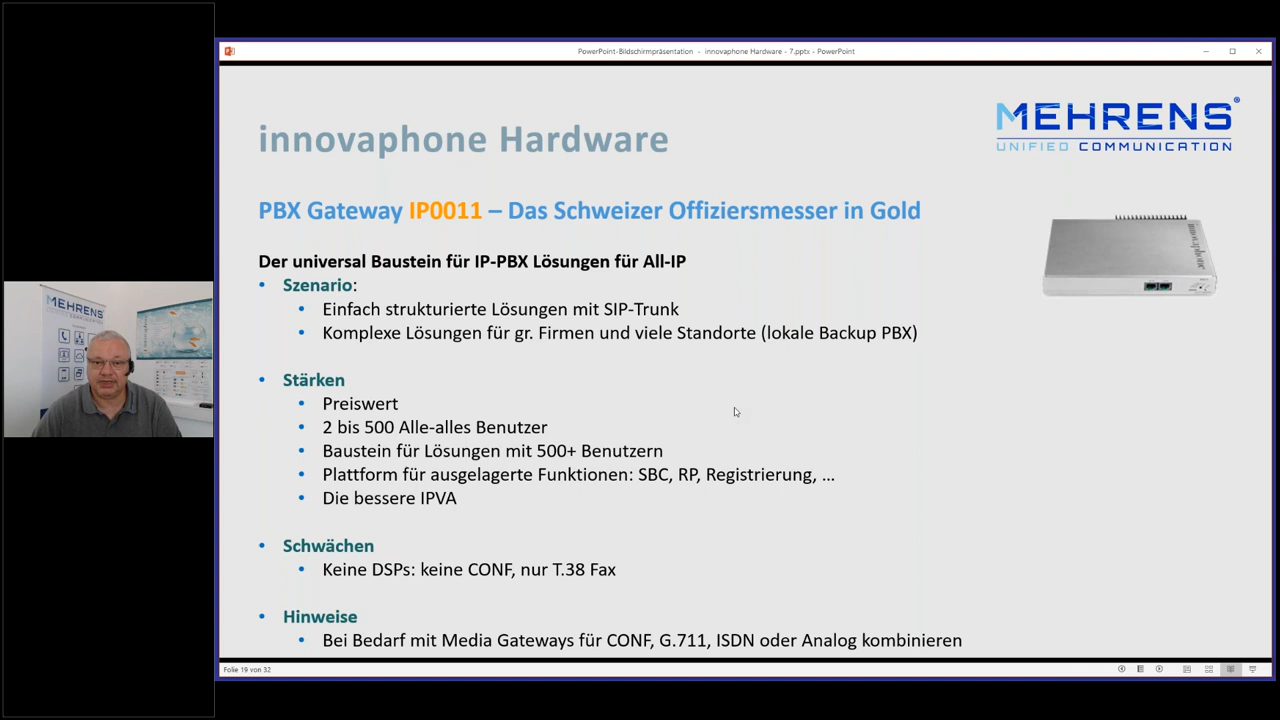 PowerPoint-Bildschirmpräsentation - innovaphone Hardware - 7.pptx - PowerPoint
innovaphone Hardware
MEHRENS®
UNIFIED COMMUNICATION
PBX Gateway IP0011 – Das Schweizer Offiziersmesser in Gold
innovaphone
Der universal Baustein für IP-PBX Lösungen für All-IP
• Szenario:
• Einfach strukturierte Lösungen mit SIP-Trunk
• Komplexe Lösungen für gr. Firmen und viele Standorte (lokale Backup PBX)
• Stärken
• Preiswert
• 2 bis 500 Alle-alles Benutzer
• Baustein für Lösungen mit 500+ Benutzern
• Plattform für ausgelagerte Funktionen: SBC, RP, Registrierung, ...
• Die bessere IPVA
• Schwächen
• Keine DSPs: keine CONF, nur T.38 Fax
• Hinweise
• Bei Bedarf mit Media Gateways für CONF, G.711, ISDN oder Analog kombinieren
Folie 19 von 32
MEHRENS